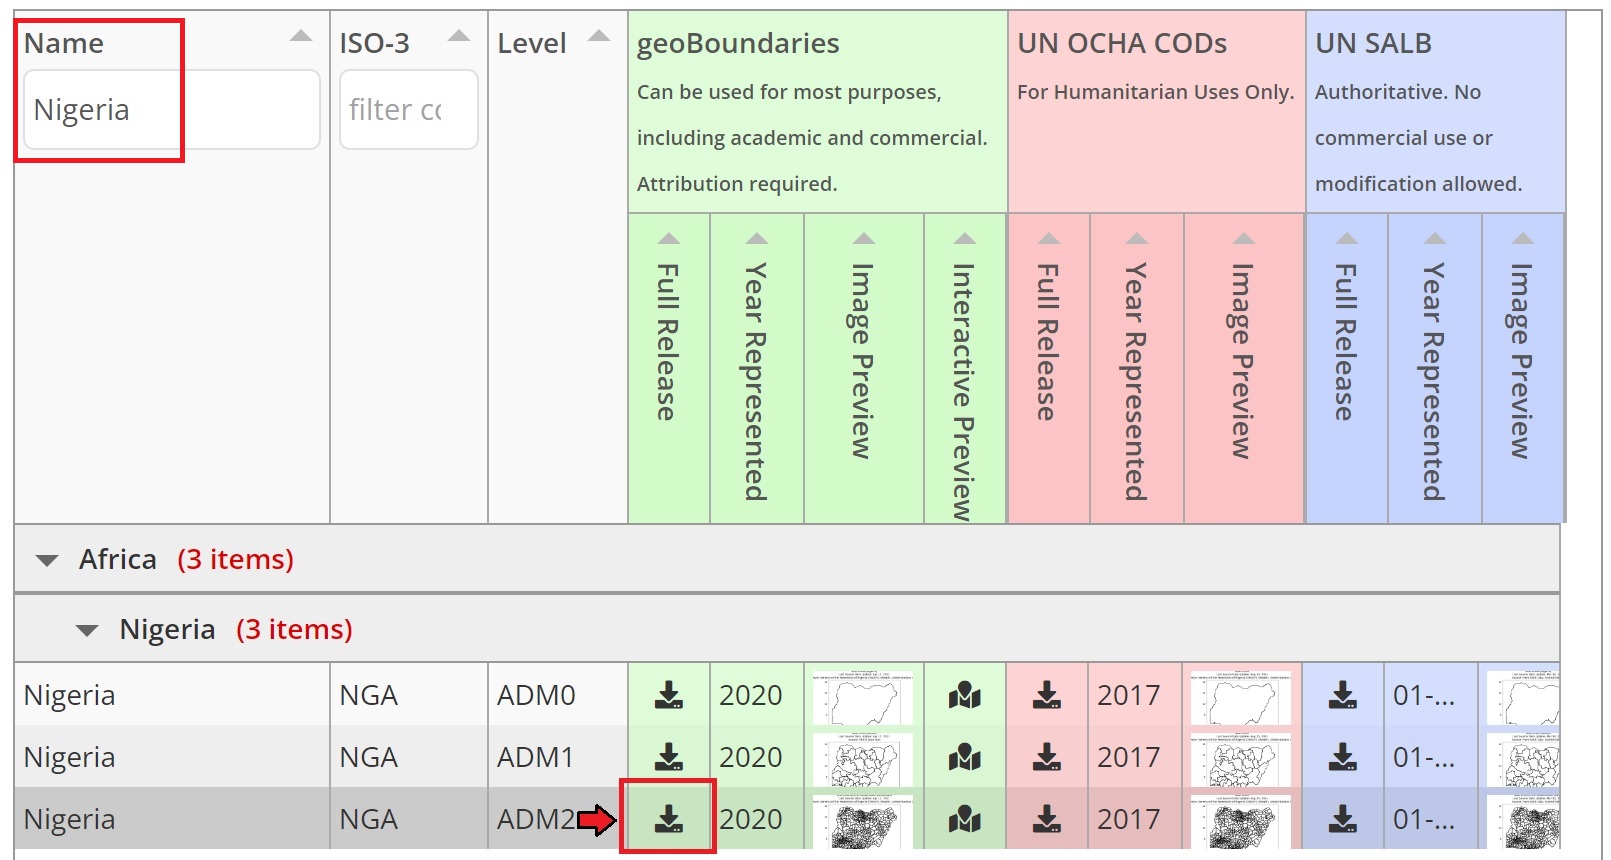 Name
Nigeria
ISO-3
filter cc
Level
geoBoundaries
Can be used for most purposes,
including academic and commercial.
Attribution required.
UN OCHA CODs
For Humanitarian Uses Only.
UN SALB
Authoritative. No
commercial use or
modification allowed.
Full Release
Year Represented
Image Preview
Interactive Preview
Full Release
Year Represented
Image Preview
Full Release
Year Represented
Image Preview
Africa (3 items)
Nigeria (3 items)
Nigeria NGA ADM0 2020 2017 01-...
Nigeria NGA ADM1 2020 2017 01-...
Nigeria NGA ADM2 2020 2017 01-...